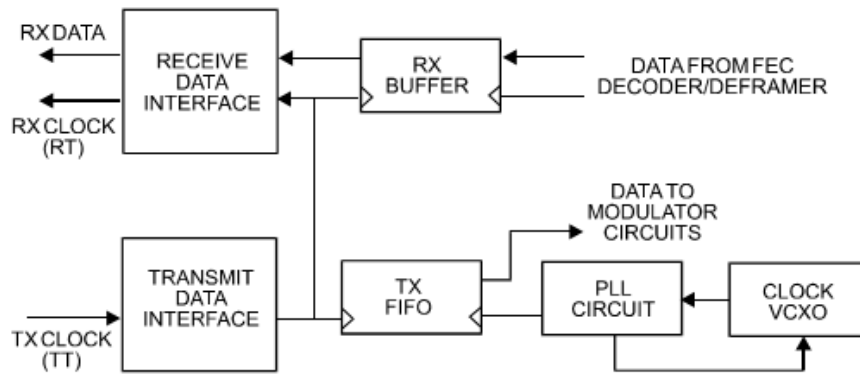 RX DATA
RX CLOCK
(RT)
RECEIVE
DATA
INTERFACE
RX
BUFFER
DATA FROM FEC
DECODER/DEFRAMER
DATA TO
MODULATOR
CIRCUITS
TX CLOCK
(TT)
TRANSMIT
DATA
INTERFACE
TX
FIFO
PLL
CIRCUIT
CLOCK
VCXO